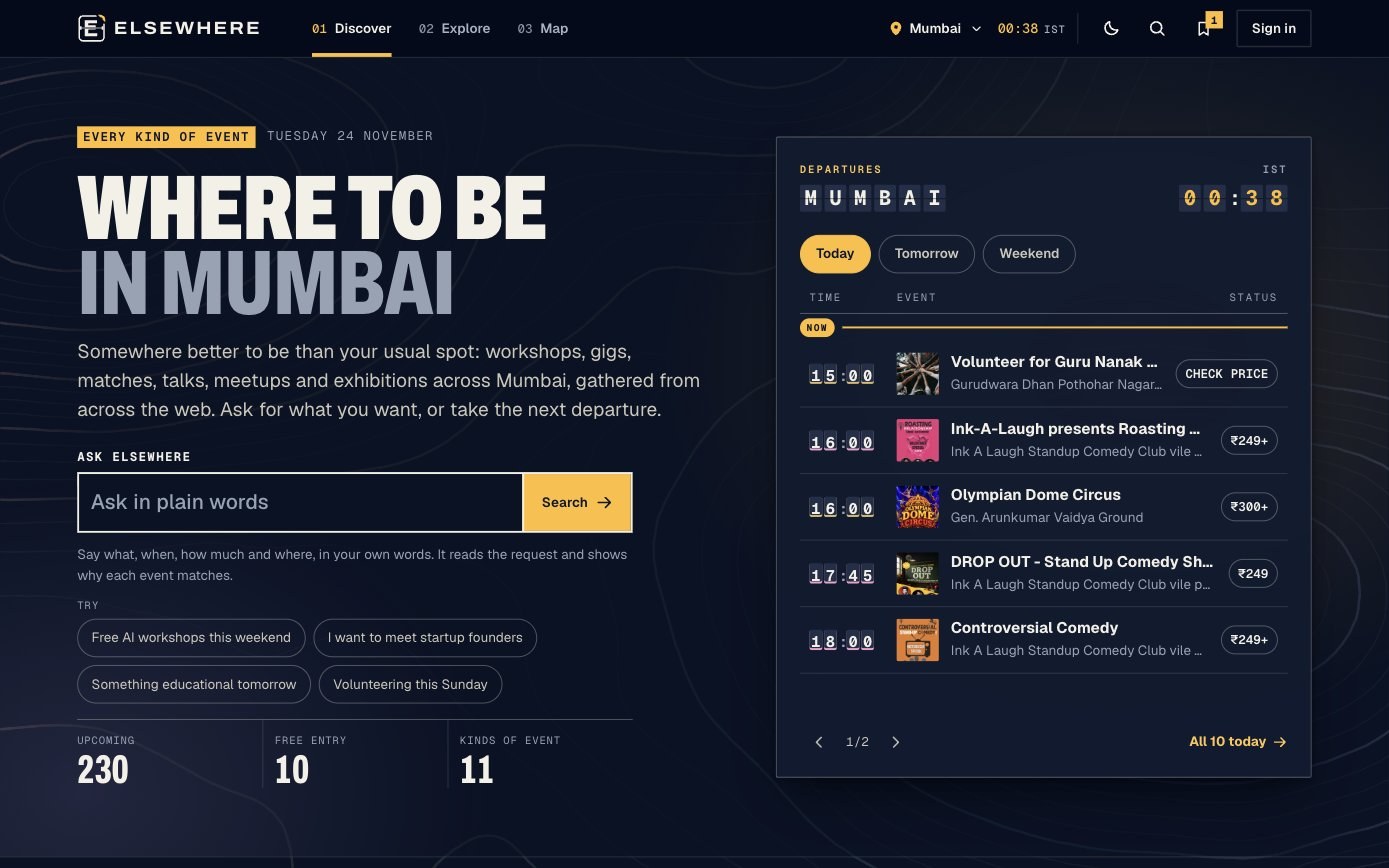 ELSEWHERE
01 Discover
02 Explore
03 Map
Mumbai
00:38 IST
1
Sign in
EVERY KIND OF EVENT
TUESDAY 24 NOVEMBER
WHERE TO BE
IN MUMBAI
Somewhere better to be than your usual spot: workshops, gigs,
matches, talks, meetups and exhibitions across Mumbai, gathered from
across the web. Ask for what you want, or take the next departure.
ASK ELSEWHERE
Ask in plain words
Search →
Say what, when, how much and where, in your own words. It reads the request and shows
why each event matches.
TRY
Free AI workshops this weekend
I want to meet startup founders
Something educational tomorrow
Volunteering this Sunday
UPCOMING
230
FREE ENTRY
10
KINDS OF EVENT
11
DEPARTURES
IST
MUMBAI
00:38
Today
Tomorrow
Weekend
TIME
EVENT
STATUS
NOW
15:00
Volunteer for Guru Nanak ...
Gurudwara Dhan Pothohar Nagar...
CHECK PRICE
16:00
ROASTING
Ink-A-Laugh presents Roasting ...
Ink A Laugh Standup Comedy Club vile ...
₹249+
16:00
OLYMPIAN
DOME
CIRCUS
Olympian Dome Circus
Gen. Arunkumar Vaidya Ground
₹300+
17:45
DROP
OUT
DROP OUT - Stand Up Comedy Sh...
Ink A Laugh Standup Comedy Club vile p...
₹249
18:00
CONTROVERSIAL
Controversial Comedy
Ink A Laugh Standup Comedy Club vile ...
₹249+
1/2
All 10 today →